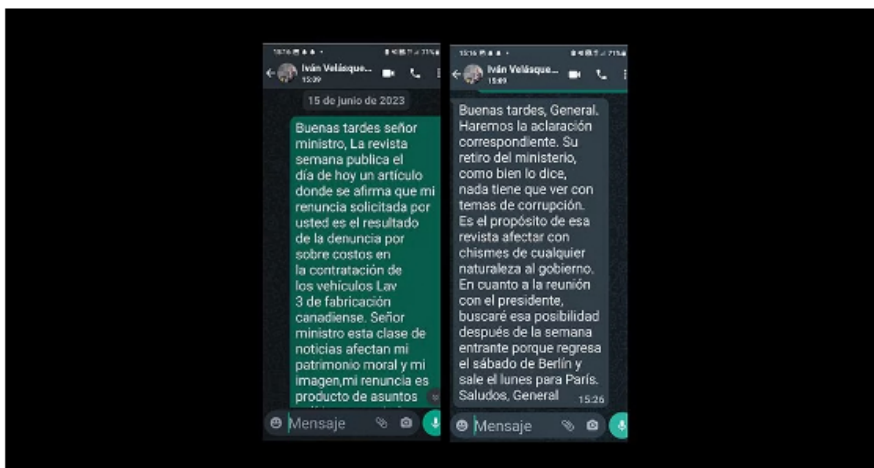 Iván Velásque...
15:09
15 de junio de 2023
Buenas tardes señor
ministro, La revista
semana publica el
día de hoy un artículo
donde se afirma que mi
renuncia solicitada por
usted es el resultado
de la denuncia por
sobre costos en
la contratación de
los vehículos Lav
3 de fabricación
canadiense. Señor
ministro esta clase de
noticias afectan mi
patrimonio moral y mi
imagen,mi renuncia es
producto de asuntos
Mensaje
15:16
Iván Velásque...
15:09
Buenas tardes, General.
Haremos la aclaración
correspondiente. Su
retiro del ministerio,
como bien lo dice,
nada tiene que ver con
temas de corrupción.
Es el propósito de esa
revista afectar con
chismes de cualquier
naturaleza al gobierno.
En cuanto a la reunión
con el presidente,
buscaré esa posibilidad
después de la semana
entrante porque regresa
el sábado de Berlín y
sale el lunes para París.
Saludos, General 15:26
Mensaje